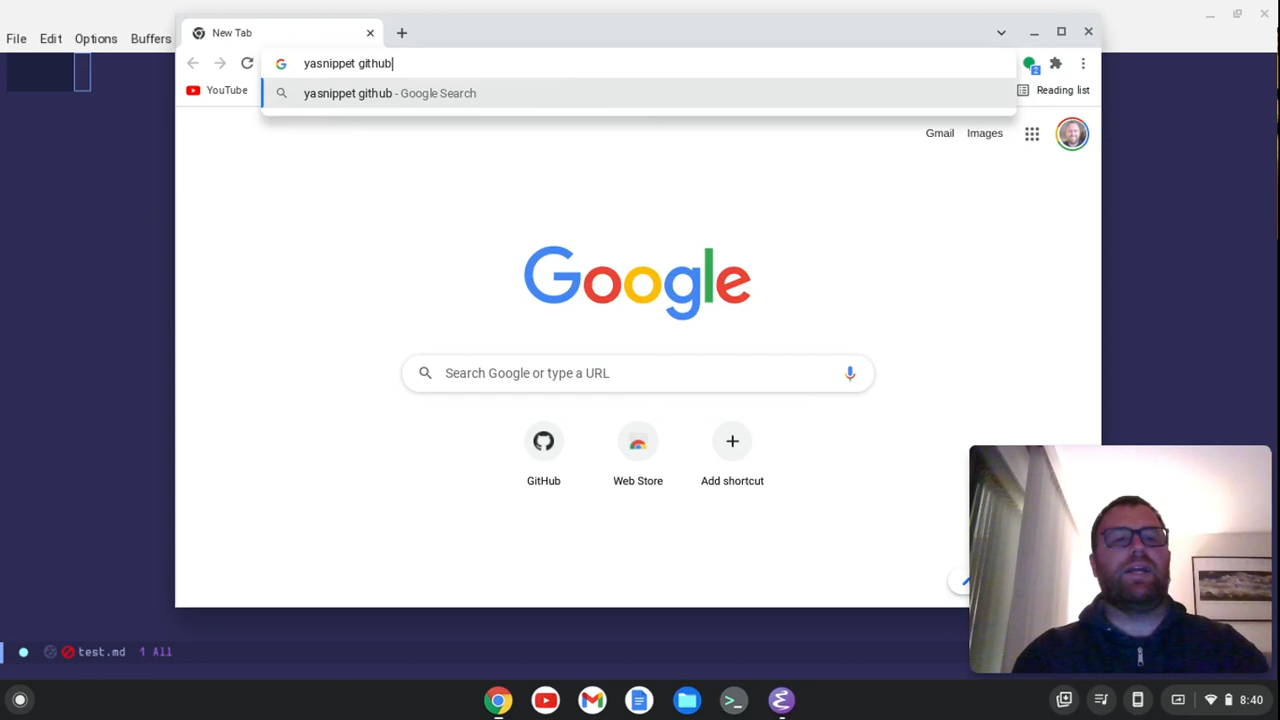 New Tab
File Edit Options Buffers
yasnippet github
YouTube
yasnippet github - Google Search
Reading list
Gmail Images
Google
Search Google or type a URL
GitHub Web Store Add shortcut
test.md 1 All
2
8:40